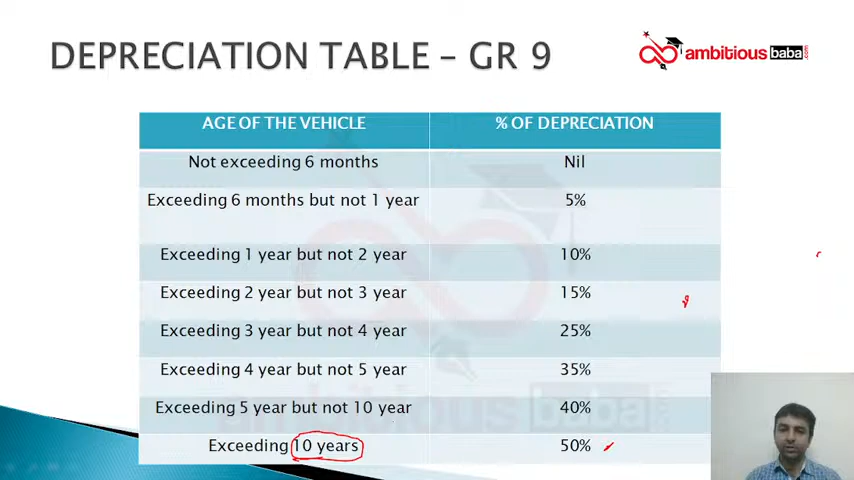 DEPRECIATION TABLE – GR 9
ambitiousbaba.com
AGE OF THE VEHICLE % OF DEPRECIATION
Not exceeding 6 months Nil
Exceeding 6 months but not 1 year 5%
Exceeding 1 year but not 2 year 10%
Exceeding 2 year but not 3 year 15%
Exceeding 3 year but not 4 year 25%
Exceeding 4 year but not 5 year 35%
Exceeding 5 year but not 10 year 40%
Exceeding 10 years 50%
ambitious baba